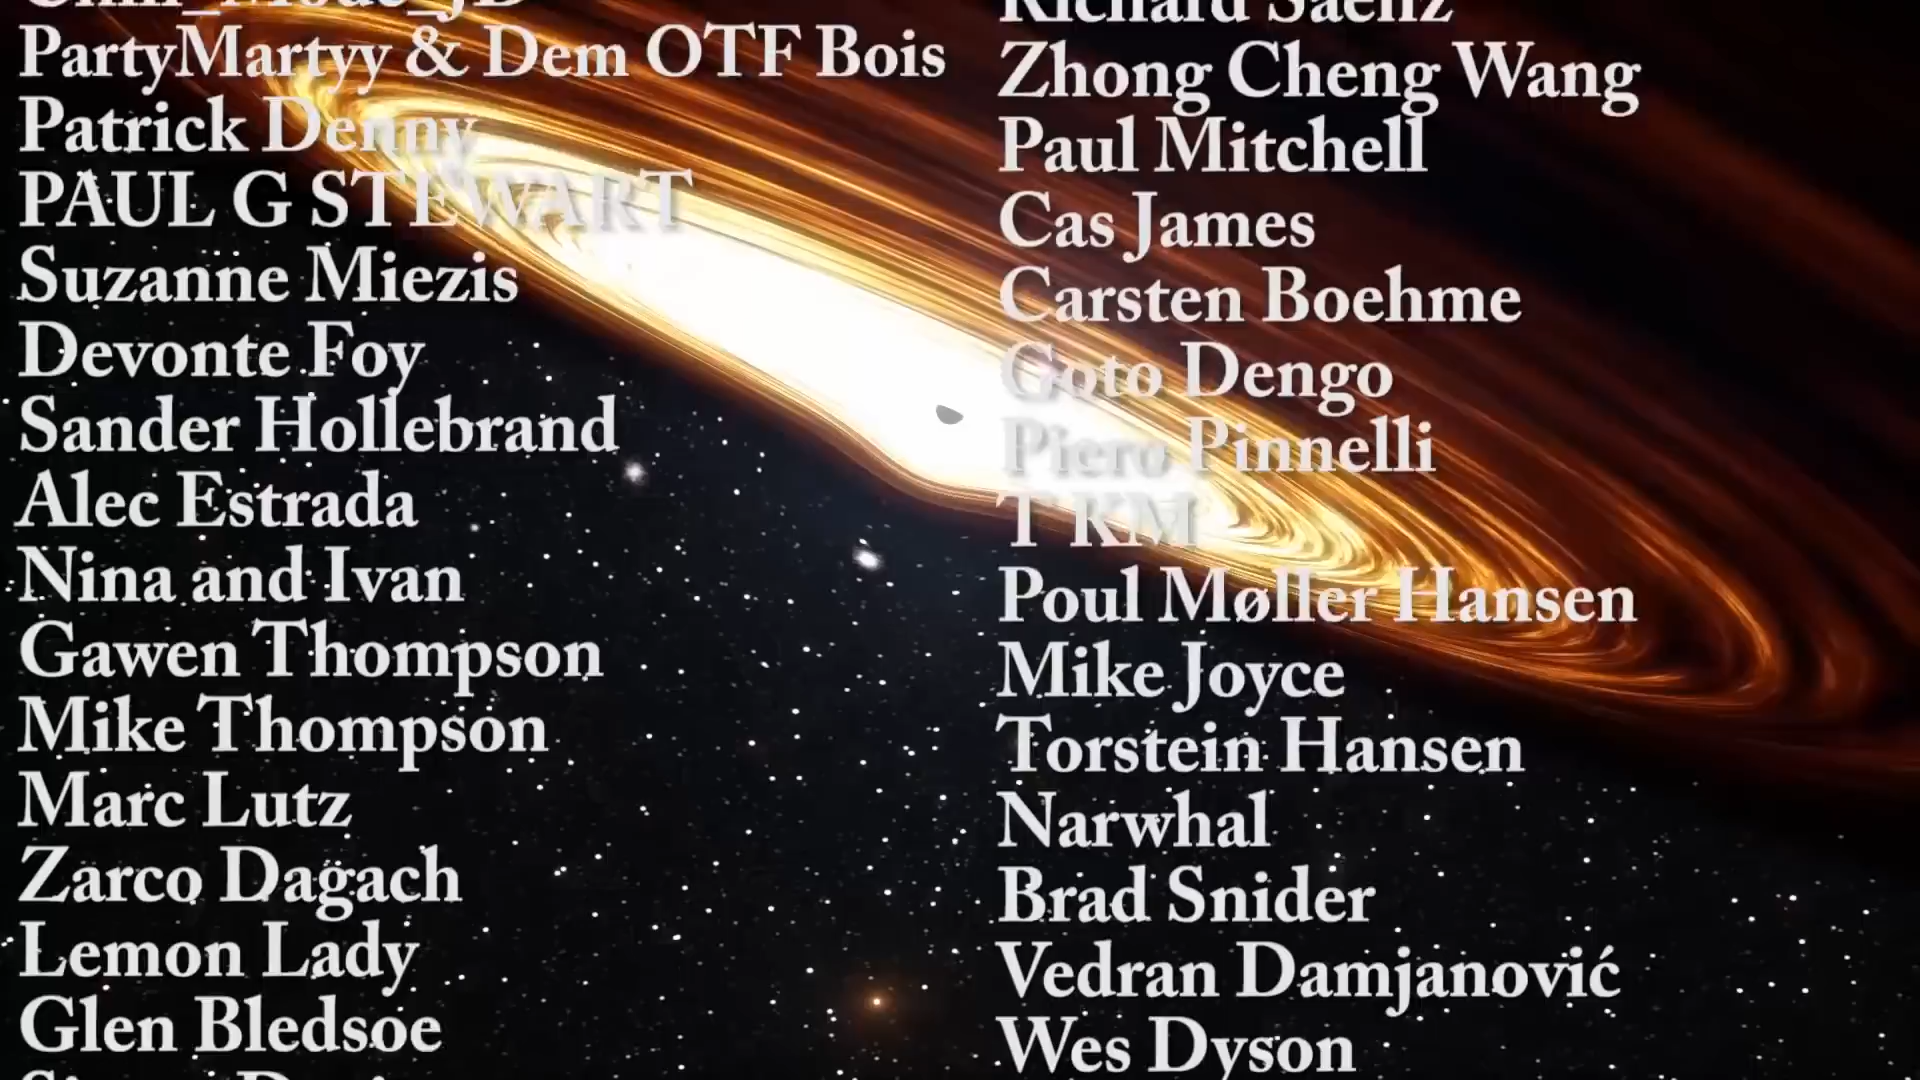 Chill_Mode_JD
PartyMartyy & Dem OTF Bois
Patrick Denny
PAUL G STEWART
Suzanne Miezis
Devonte Foy
Sander Hollebrand
Alec Estrada
Nina and Ivan
Gawen Thompson
Mike Thompson
Marc Lutz
Zarco Dagach
Lemon Lady
Glen Bledsoe
Richard Saenz
Zhong Cheng Wang
Paul Mitchell
Cas James
Carsten Boehme
Goto Dengo
Piero Pinnelli
T KM
Poul Møller Hansen
Mike Joyce
Torstein Hansen
Narwhal
Brad Snider
Vedran Damjanović
Wes Dyson